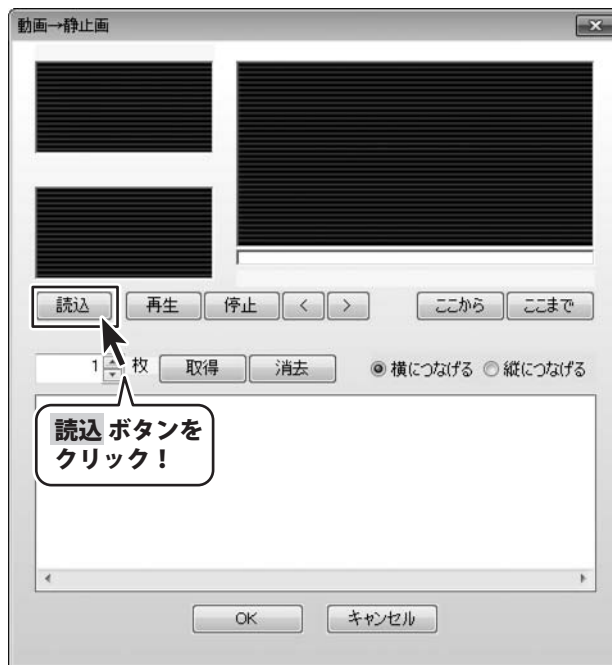 動画→静止画
読込 再生 停止 < > ここから ここまで
1 枚 取得 消去 横につなげる 縦につなげる
読込 ボタンを
クリック！
OK キャンセル